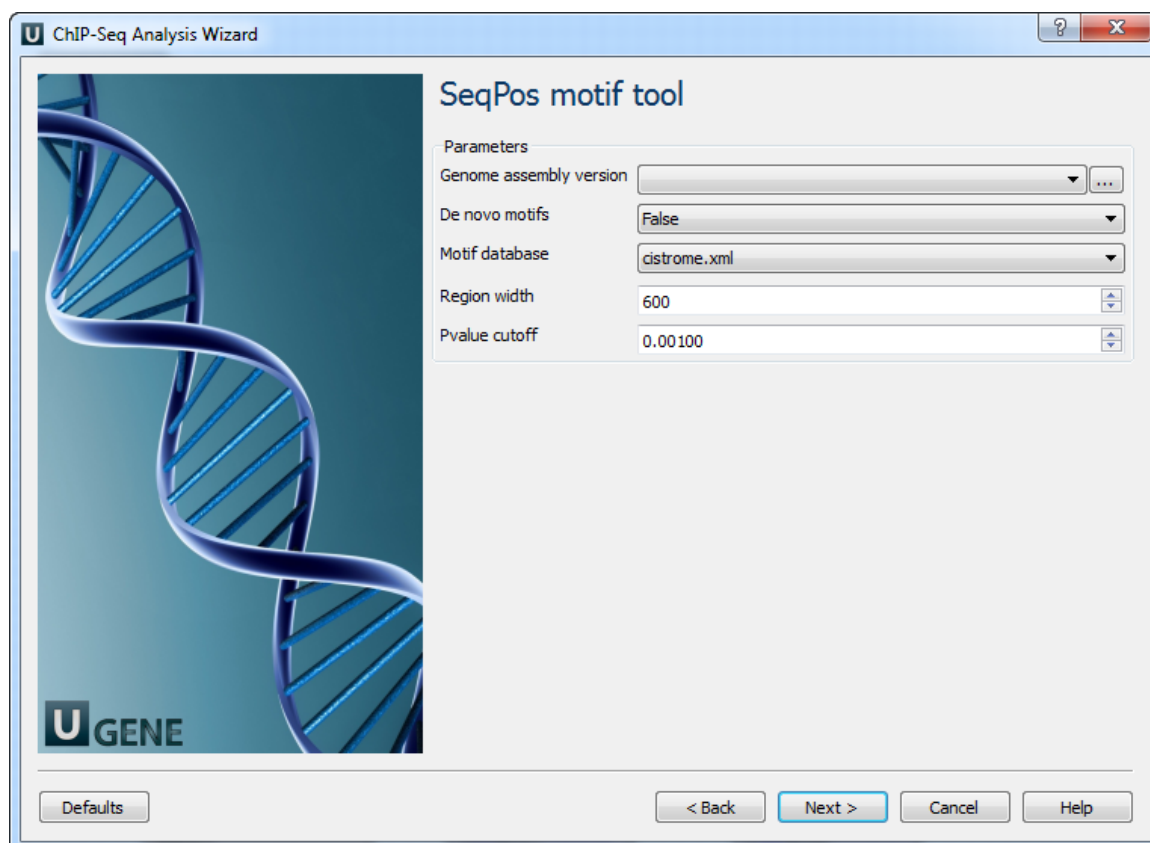 U ChIP-Seq Analysis Wizard
SeqPos motif tool
Parameters
Genome assembly version ...
De novo motifs False
Motif database cistrome.xml
Region width 600
Pvalue cutoff 0.00100
U GENE
Defaults < Back Next > Cancel Help